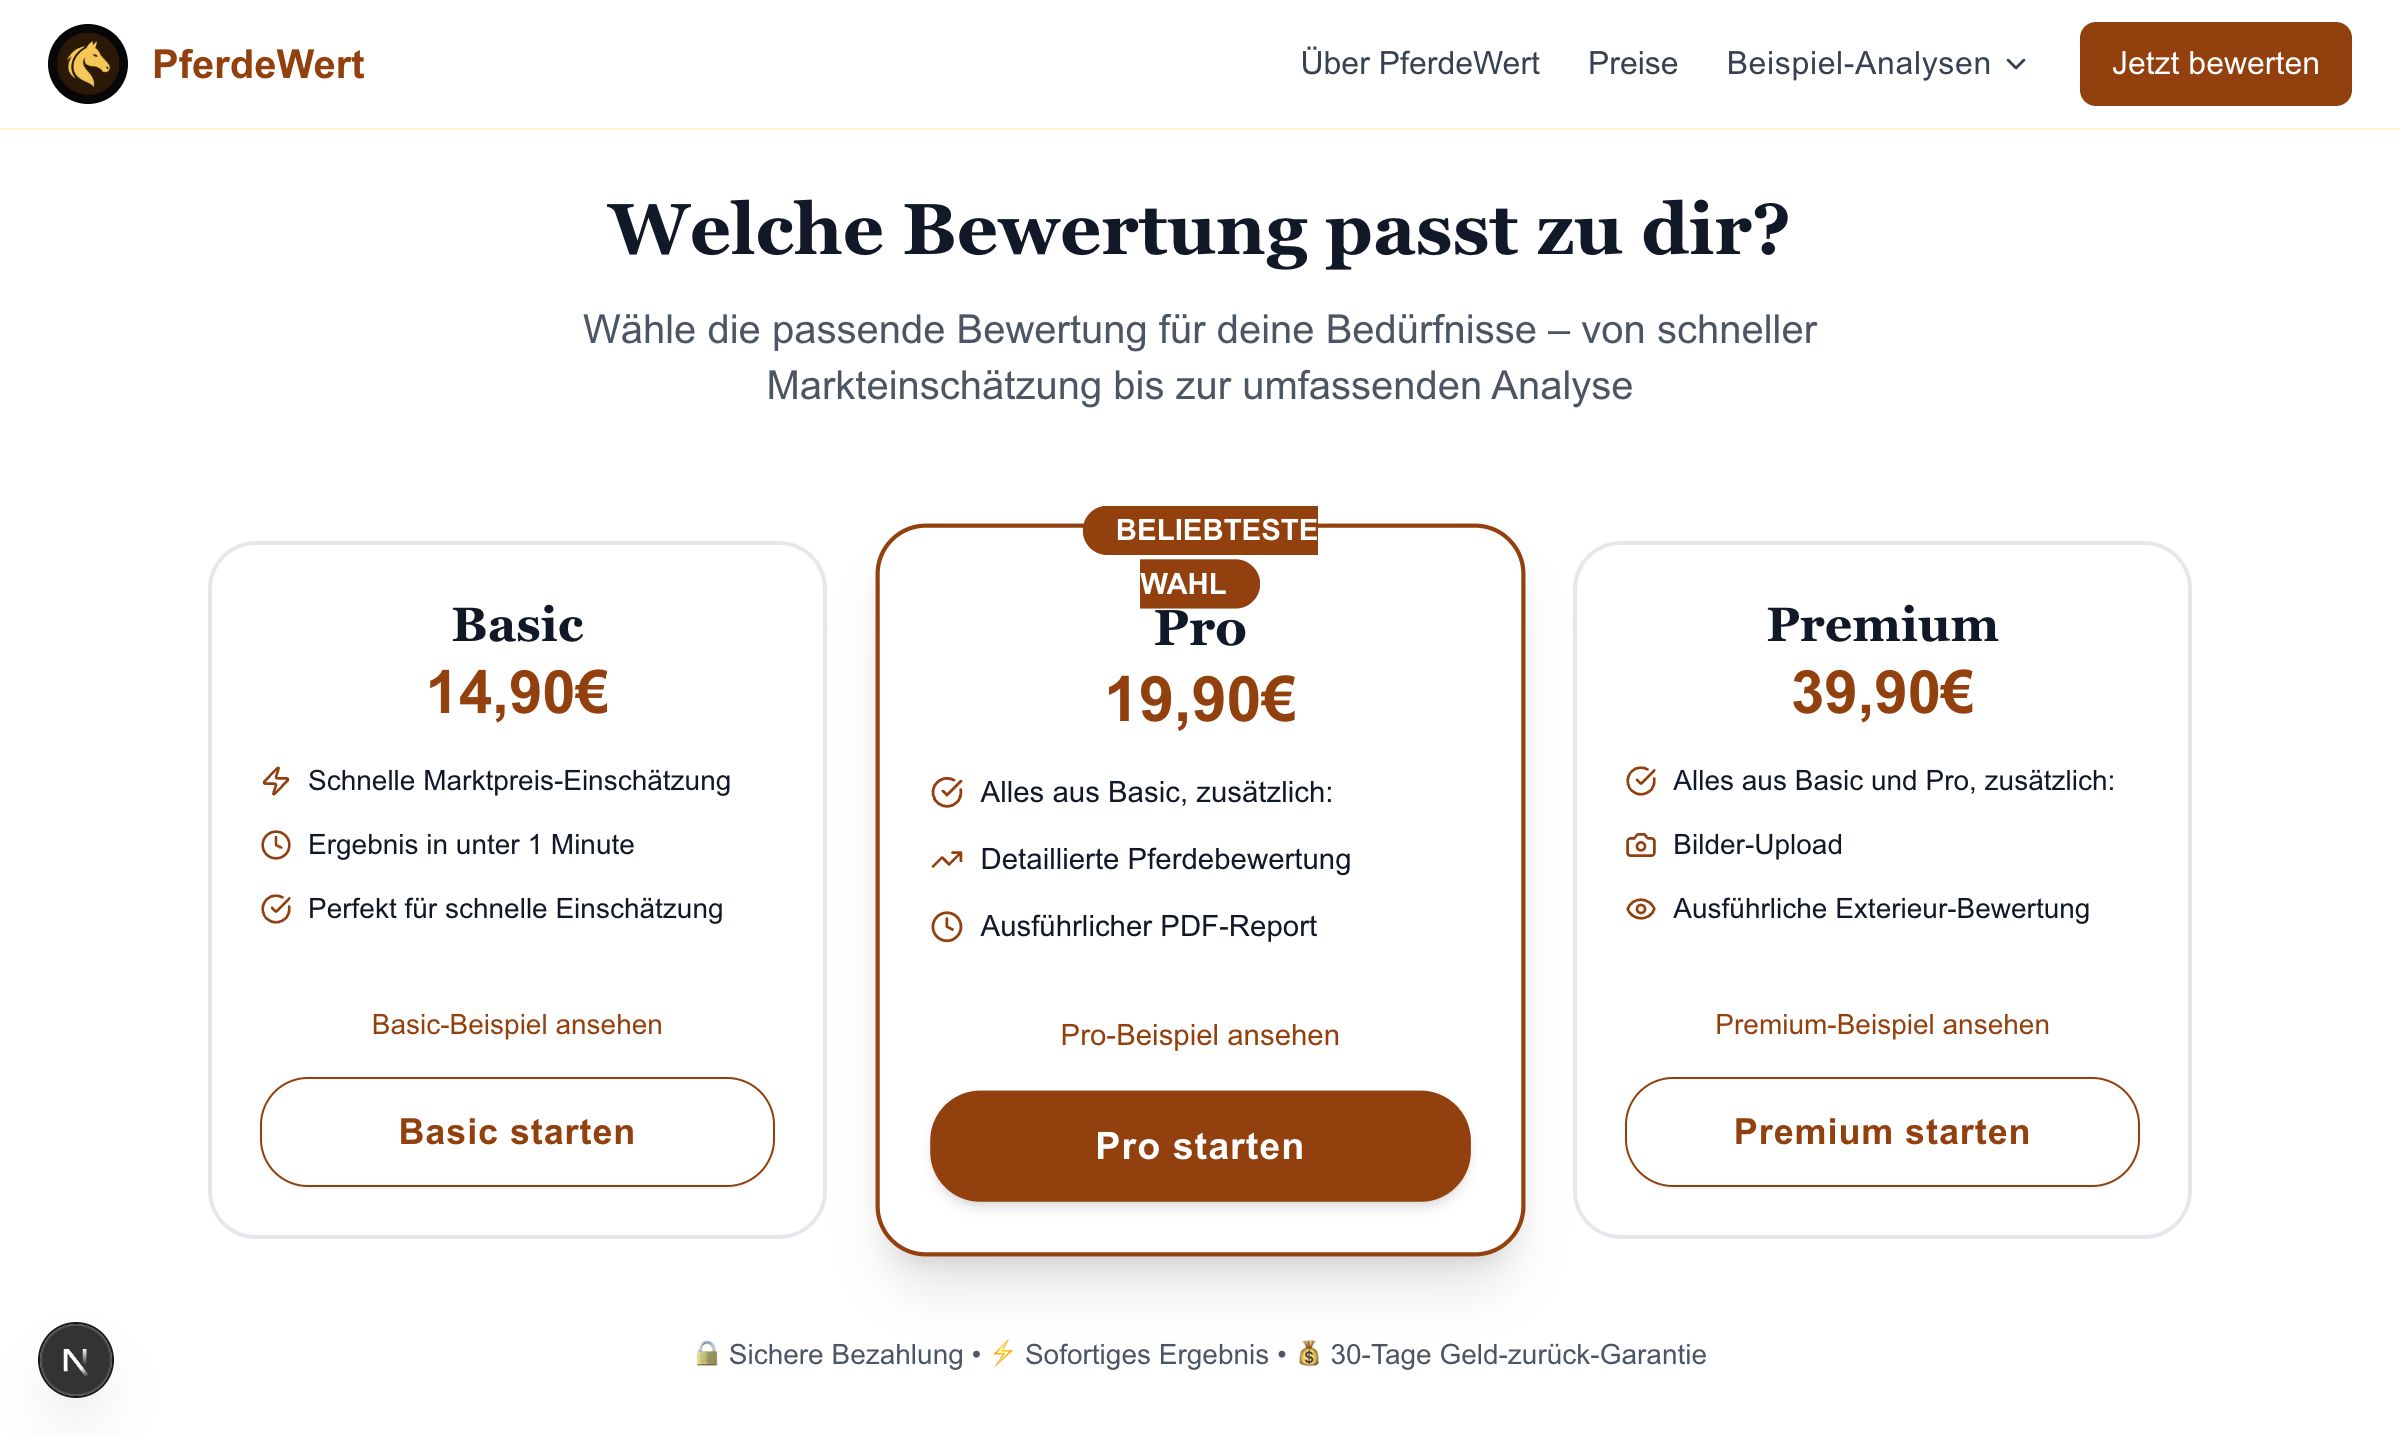 PferdeWert
Über PferdeWert
Preise
Beispiel-Analysen
Jetzt bewerten
Welche Bewertung passt zu dir?
Wähle die passende Bewertung für deine Bedürfnisse – von schneller
Markteinschätzung bis zur umfassenden Analyse
Basic
14,90€
Schnelle Marktpreis-Einschätzung
Ergebnis in unter 1 Minute
Perfekt für schnelle Einschätzung
Basic-Beispiel ansehen
Basic starten
BELIEBTESTE
WAHL
Pro
19,90€
Alles aus Basic, zusätzlich:
Detaillierte Pferdebewertung
Ausführlicher PDF-Report
Pro-Beispiel ansehen
Pro starten
Premium
39,90€
Alles aus Basic und Pro, zusätzlich:
Bilder-Upload
Ausführliche Exterieur-Bewertung
Premium-Beispiel ansehen
Premium starten
🔒 Sichere Bezahlung • ⚡ Sofortiges Ergebnis • 💰 30-Tage Geld-zurück-Garantie
N